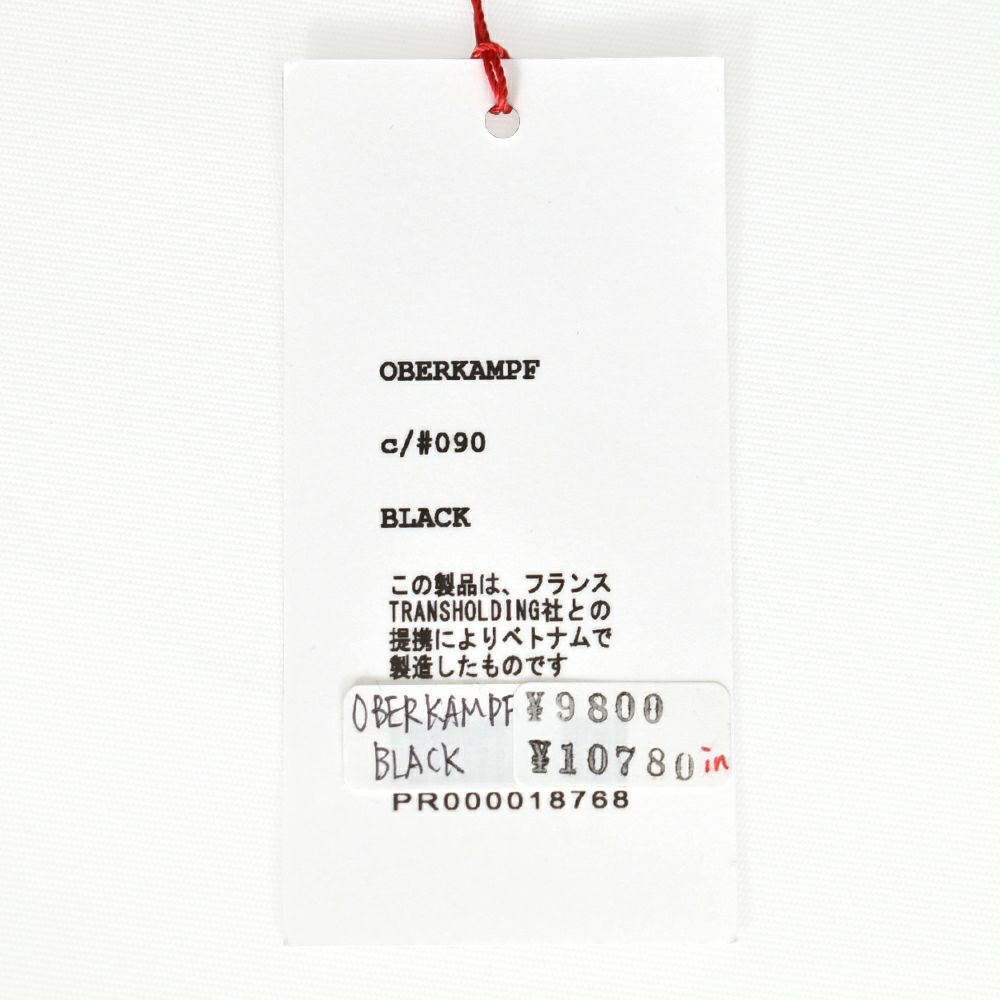 OBERKAMPF
c/#090
BLACK
この製品は、フランス
TRANSHOLDING社との
提携によりベトナムで
製造したものです
OBERKAMPF ¥9800
BLACK ¥10780 in
PR000018768